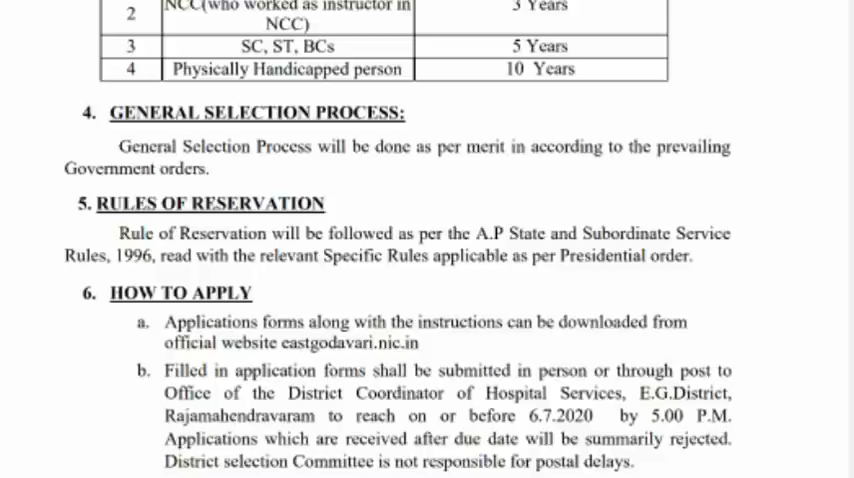 2 NCC(who worked as instructor in NCC) 3 Years
3 SC, ST, BCs 5 Years
4 Physically Handicapped person 10 Years
4. GENERAL SELECTION PROCESS:
General Selection Process will be done as per merit in according to the prevailing
Government orders.
5. RULES OF RESERVATION
Rule of Reservation will be followed as per the A.P State and Subordinate Service
Rules, 1996, read with the relevant Specific Rules applicable as per Presidential order.
6. HOW TO APPLY
a. Applications forms along with the instructions can be downloaded from
official website eastgodavari.nic.in
b. Filled in application forms shall be submitted in person or through post to
Office of the District Coordinator of Hospital Services, E.G.District,
Rajamahendravaram to reach on or before 6.7.2020 by 5.00 P.M.
Applications which are received after due date will be summarily rejected.
District selection Committee is not responsible for postal delays.